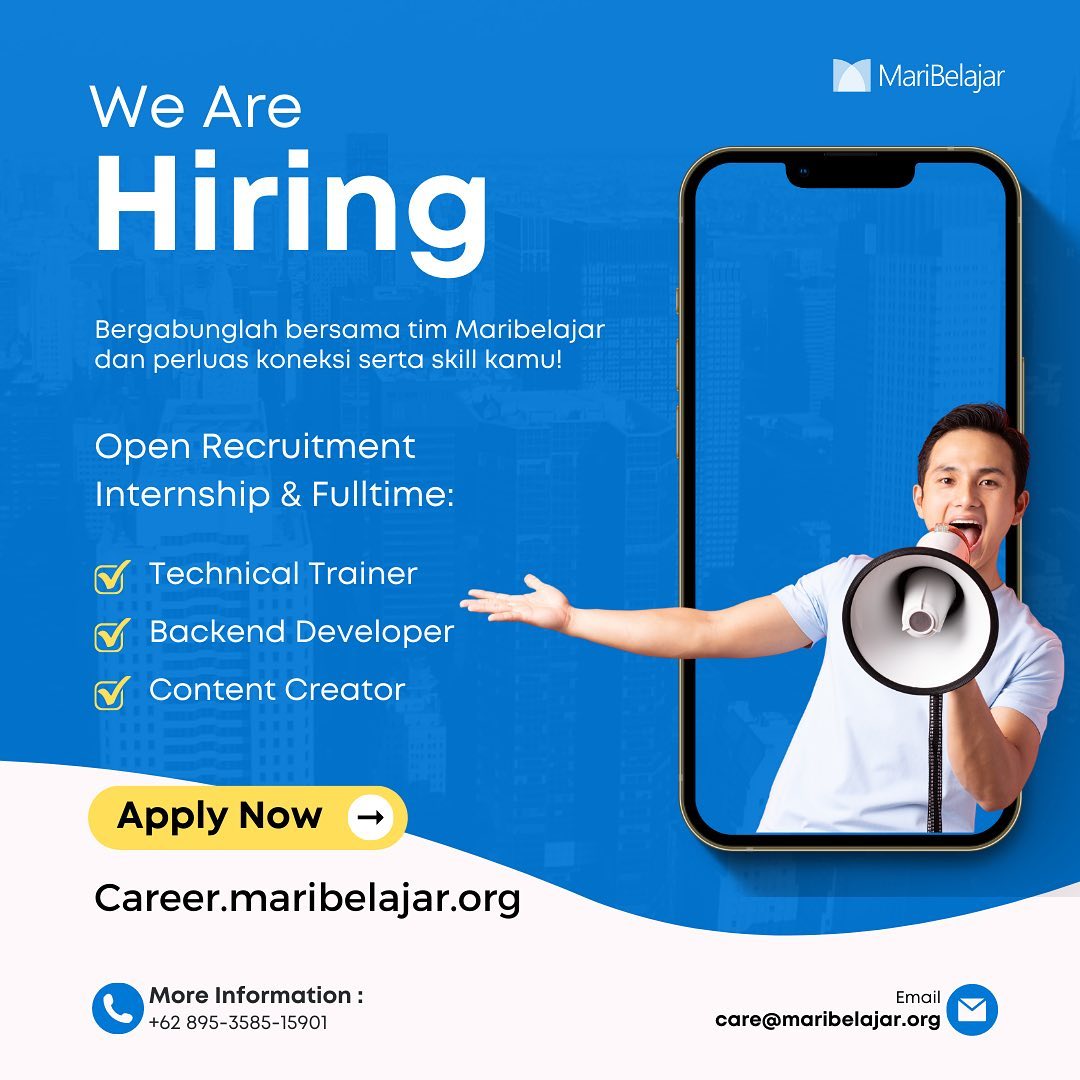 MariBelajar
We Are
Hiring
Bergabunglah bersama tim Maribelajar
dan perluas koneksi serta skill kamu!
Open Recruitment
Internship & Fulltime:
Technical Trainer
Backend Developer
Content Creator
Apply Now
Career.maribelajar.org
More Information :
+62 895-3585-15901
Email
care@maribelajar.org